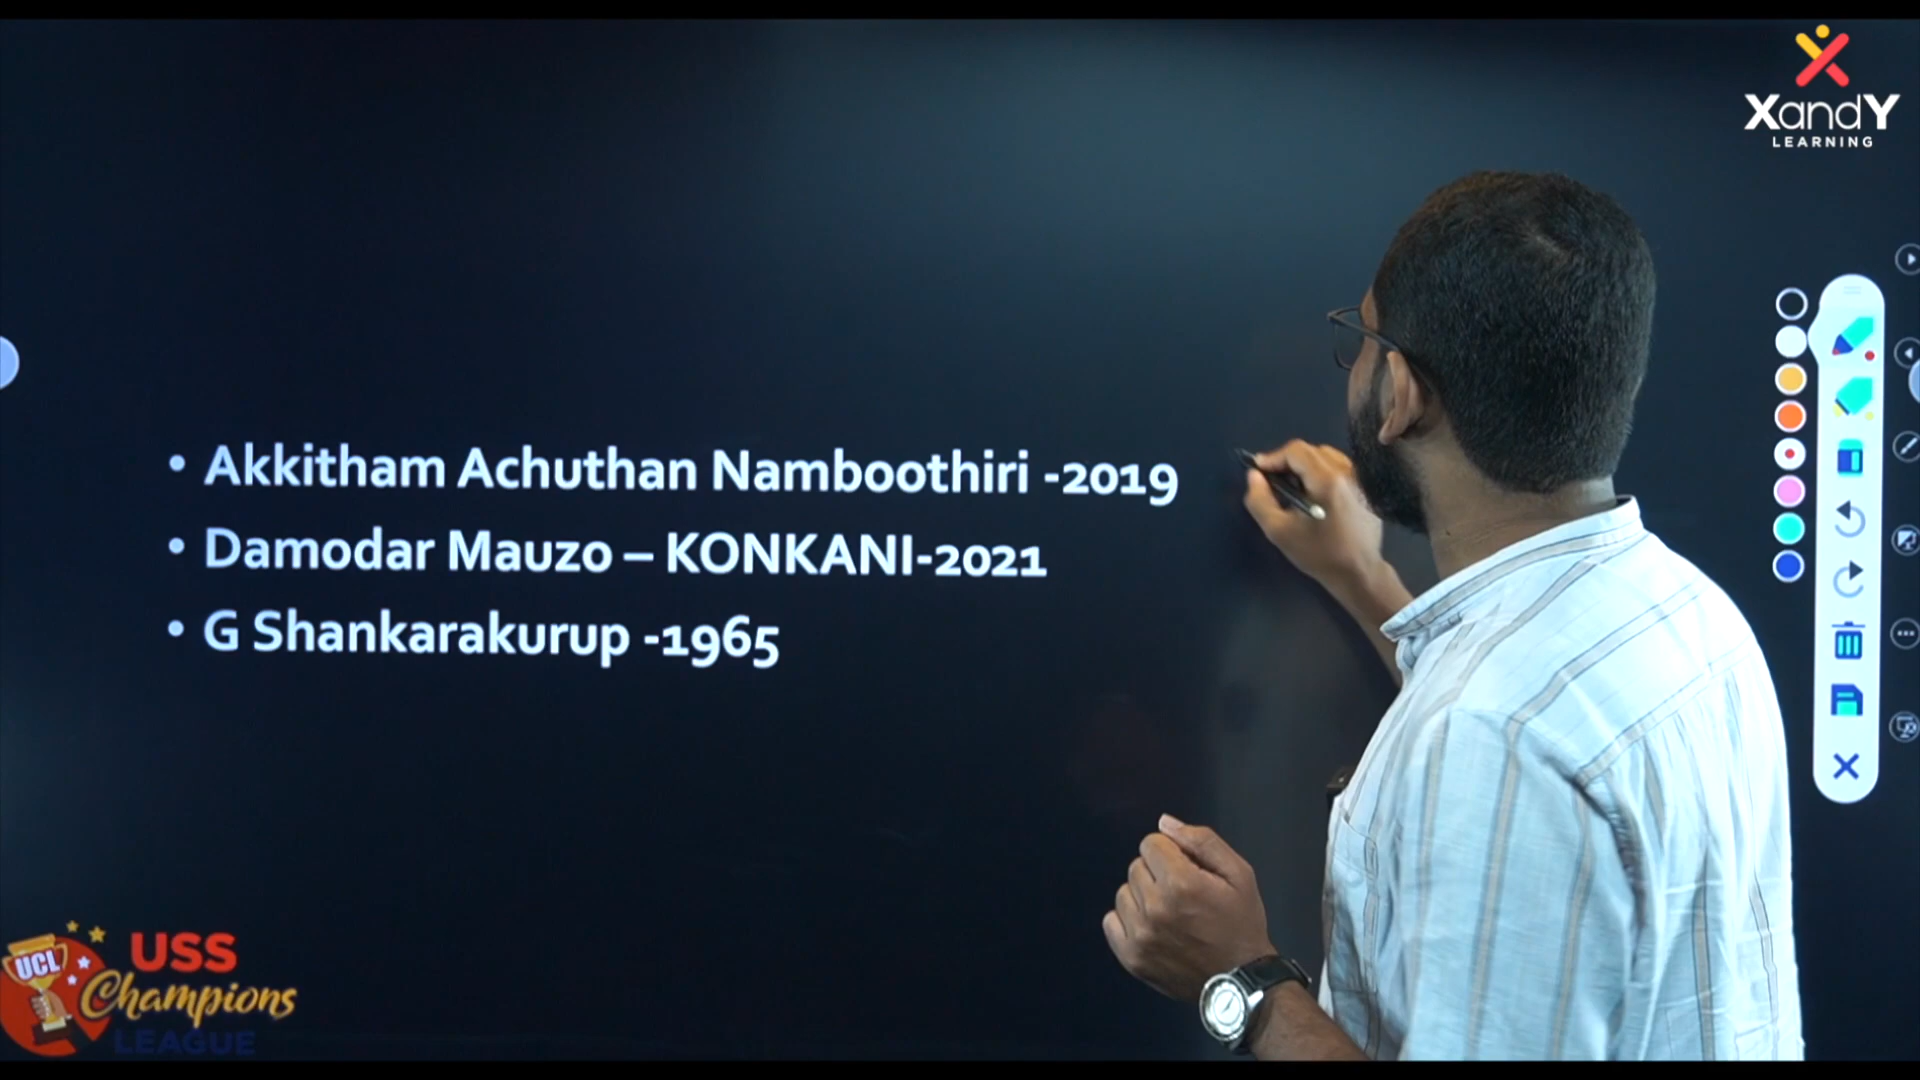 XandY
LEARNING
• Akkitham Achuthan Namboothiri -2019
• Damodar Mauzo – KONKANI-2021
• G Shankarakurup -1965
UCL
USS
Champions
LEAGUE